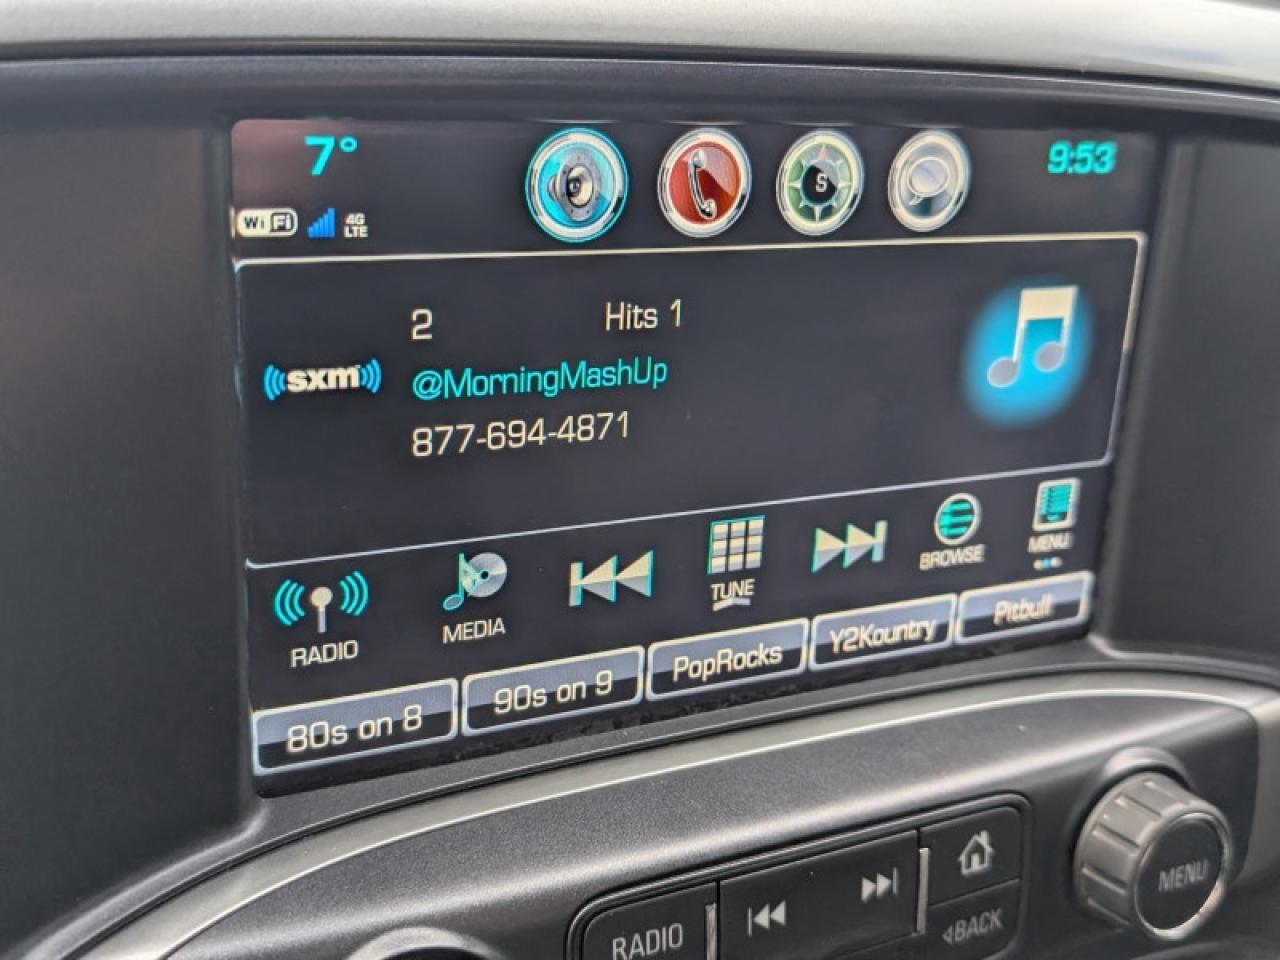 7° 9:53
WiFi 4G LTE
S
2 Hits 1
sxm
@MorningMashUp
877-694-4871
RADIO MEDIA TUNE BROWSE MENU
80s on 8 90s on 9 PopRocks Y2Kountry Pitbull
RADIO BACK MENU